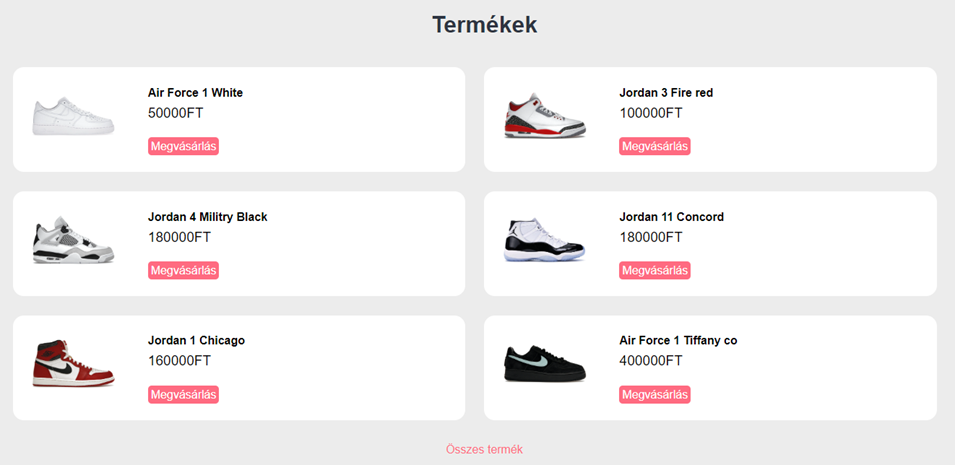 Termékek
Air Force 1 White
50000FT
Megvásárlás
Jordan 3 Fire red
100000FT
Megvásárlás
Jordan 4 Militry Black
180000FT
Megvásárlás
Jordan 11 Concord
180000FT
Megvásárlás
Jordan 1 Chicago
160000FT
Megvásárlás
Air Force 1 Tiffany co
400000FT
Megvásárlás
Összes termék